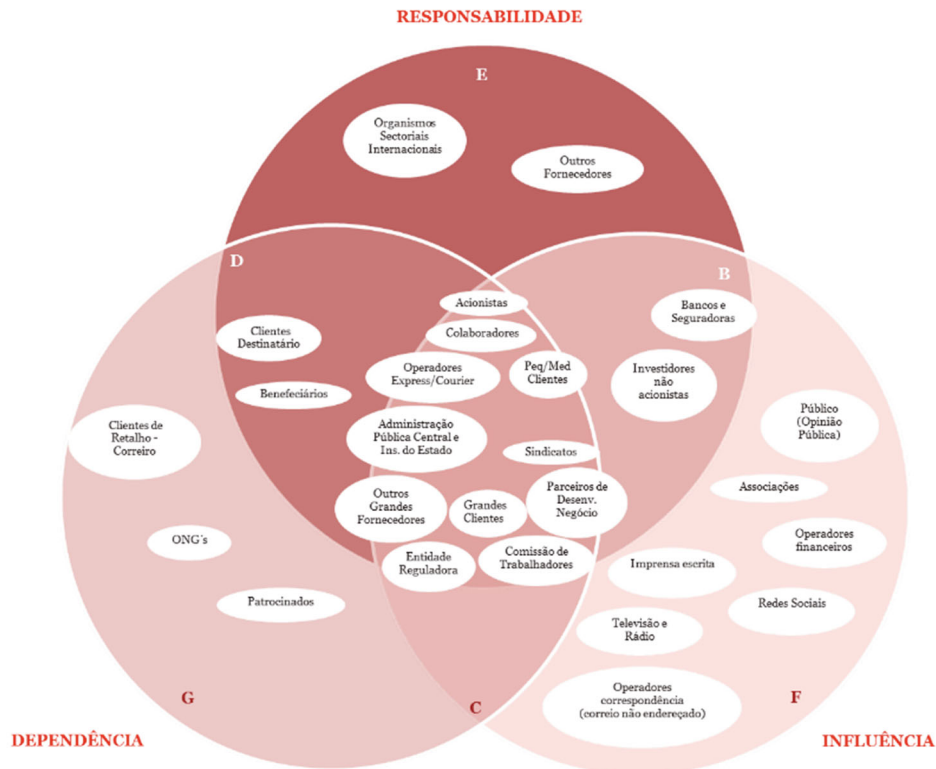 RESPONSABILIDADE
E
Organismos
Sectoriais
Internacionais
Outros
Fornecedores
D
B
Acionistas
Bancos e
Seguradoras
Clientes
Destinatário
Colaboradores
Operadores
Express/Courier
Peq/Med
Clientes
Investidores
não
acionistas
Benefeciários
Clientes de
Retalho -
Correiro
Administração
Pública Central e
Ins. do Estado
Público
(Opinião
Pública)
Sindicatos
Outros
Grandes
Fornecedores
Grandes
Clientes
Parceiros de
Desenv.
Negócio
Associações
ONG´s
Entidade
Reguladora
Comissão de
Trabalhadores
Operadores
financeiros
Imprensa escrita
Patrocinados
Redes Sociais
Televisão e
Rádio
Operadores
correspondência
(correio não endereçado)
G
C
F
DEPENDÊNCIA
INFLUÊNCIA